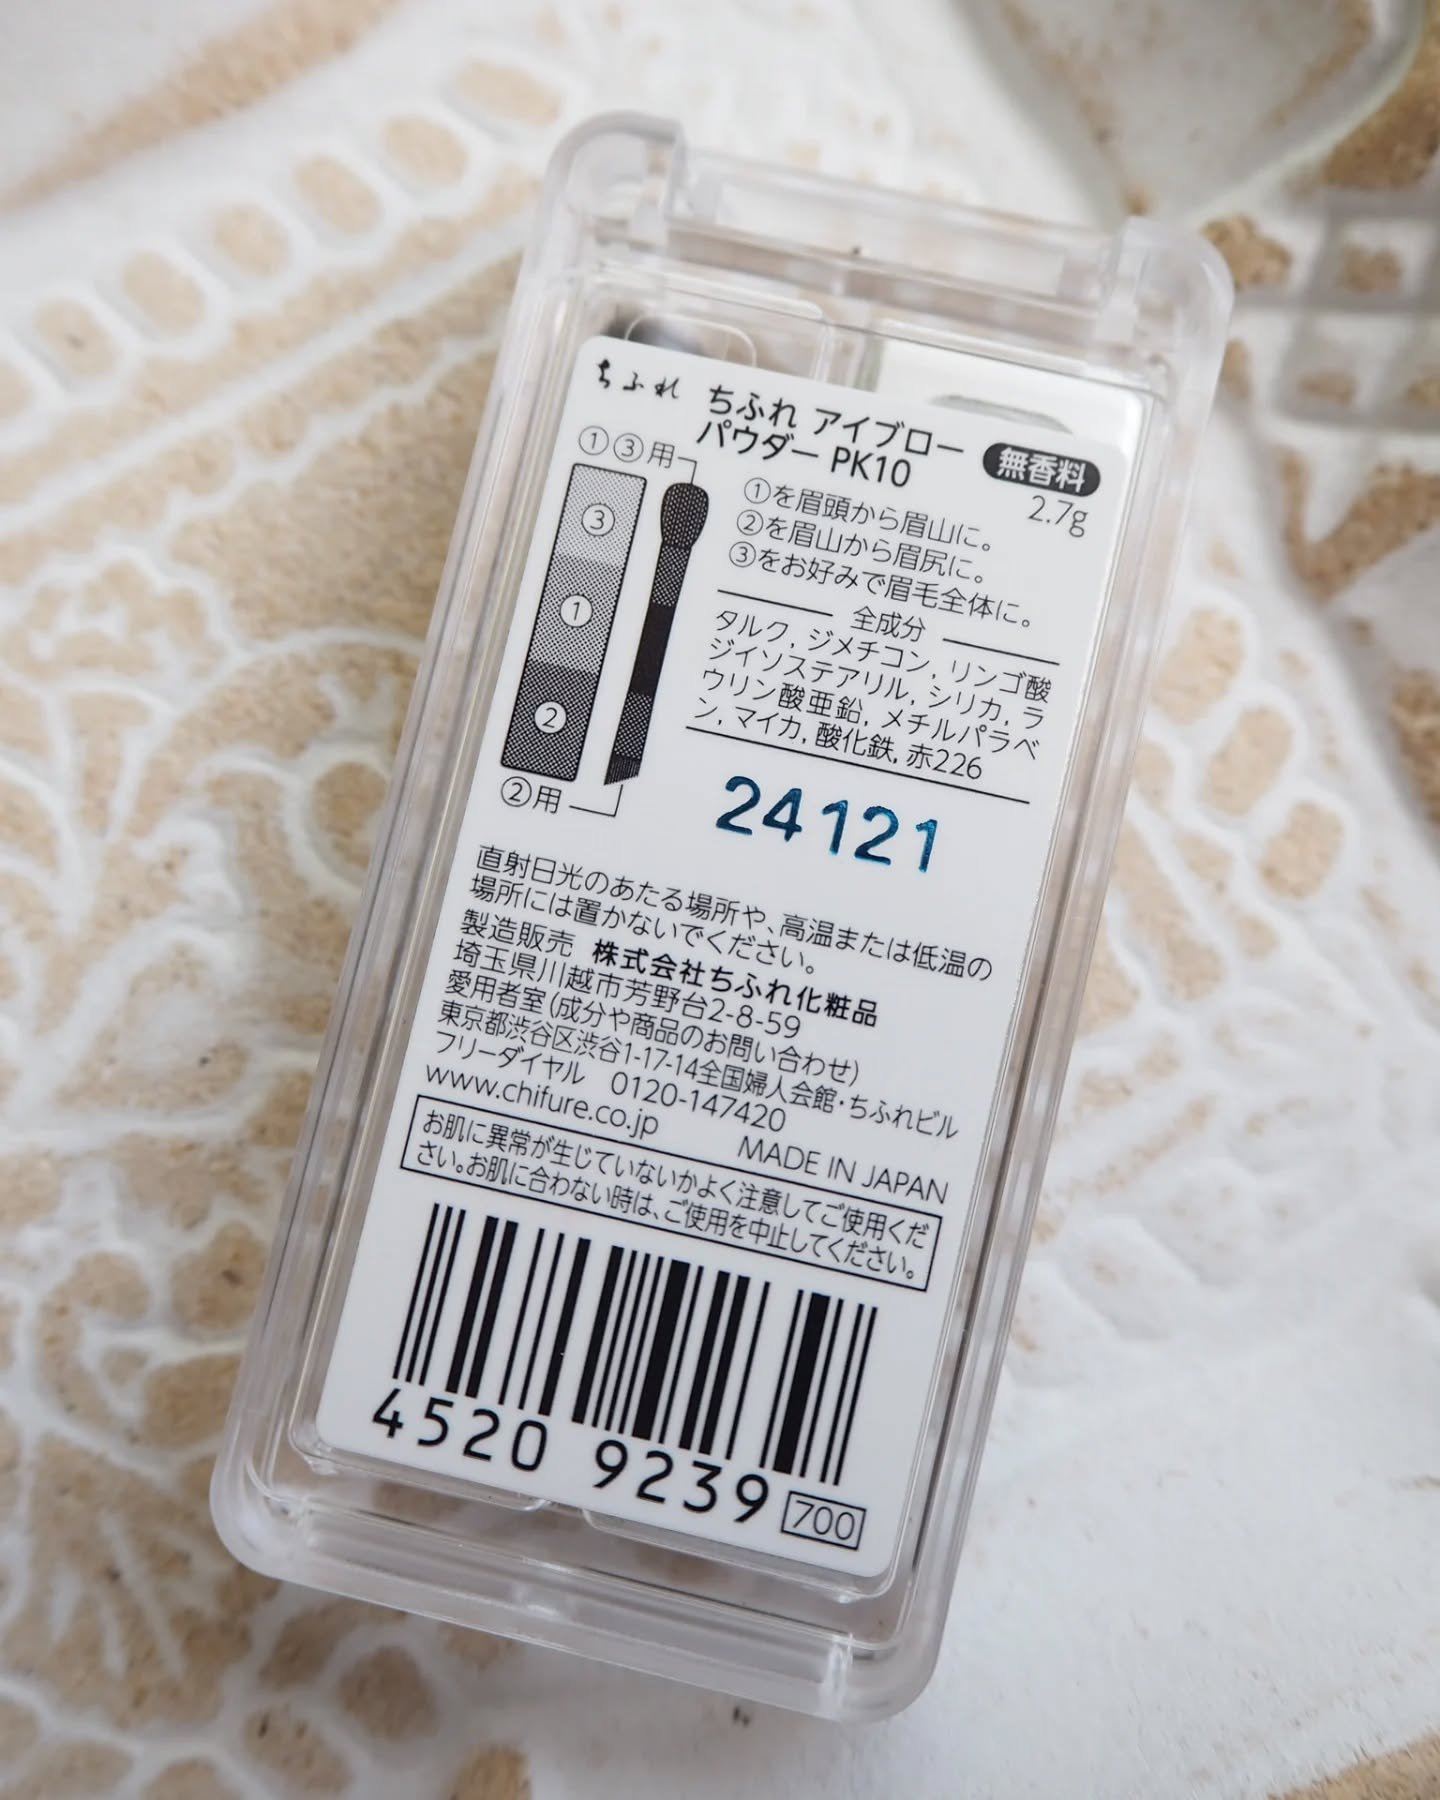 ちふれ
ちふれ アイブロー
パウダー PK10
無香料
2.7g
①③用
③
①
②
②用
①を眉頭から眉山に。
②を眉山から眉尻に。
③をお好みで眉毛全体に。
全成分
タルク, ジメチコン, リンゴ酸
ジイソステアリル, シリカ, ラ
ウリン酸亜鉛, メチルパラベ
ン, マイカ, 酸化鉄, 赤226
24121
直射日光のあたる場所や、高温または低温の
場所には置かないでください。
製造販売 株式会社ちふれ化粧品
埼玉県川越市芳野台2-8-59
愛用者室(成分や商品のお問い合わせ)
東京都渋谷区渋谷1-17-14全国婦人会館・ちふれビル
フリーダイヤル 0120-147420
www.chifure.co.jp
MADE IN JAPAN
お肌に異常が生じていないかよく注意してご使用くだ
さい。お肌に合わない時は、ご使用を中止してください。
4520 9239
700